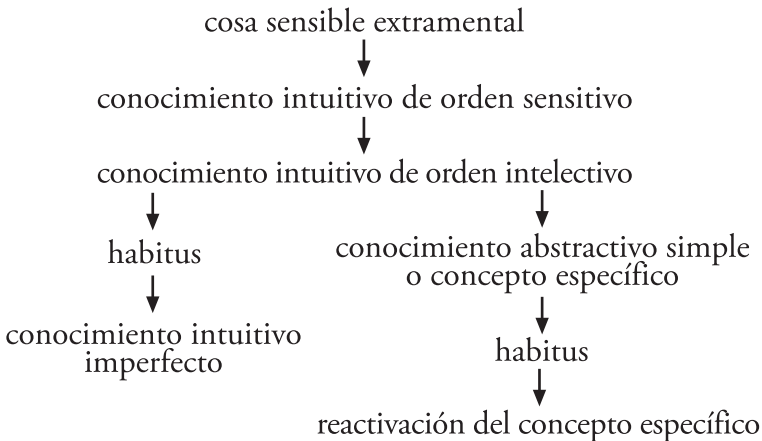 cosa sensible extramental
conocimiento intuitivo de orden sensitivo
conocimiento intuitivo de orden intelectivo
habitus
conocimiento intuitivo
imperfecto
conocimiento abstractivo simple
o concepto específico
habitus
reactivación del concepto específico